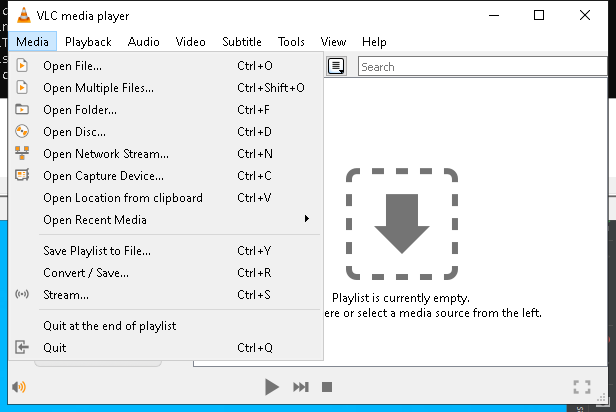 VLC media player
Media Playback Audio Video Subtitle Tools View Help
Open File... Ctrl+O
Open Multiple Files... Ctrl+Shift+O
Open Folder... Ctrl+F
Open Disc... Ctrl+D
Open Network Stream... Ctrl+N
Open Capture Device... Ctrl+C
Open Location from clipboard Ctrl+V
Open Recent Media
Save Playlist to File... Ctrl+Y
Convert / Save... Ctrl+R
Stream... Ctrl+S
Quit at the end of playlist
Quit Ctrl+Q
Search
Playlist is currently empty.
ere or select a media source from the left.